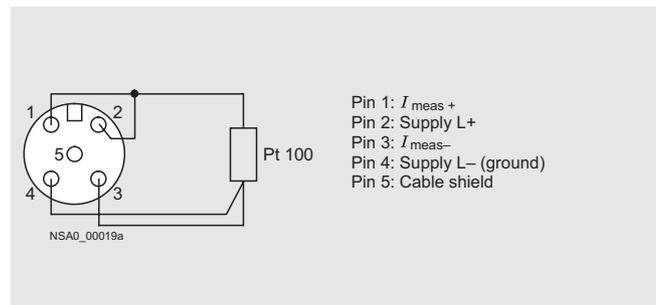 1
2
5
4
3
Pt 100
NSA0_00019a
Pin 1: I meas +
Pin 2: Supply L+
Pin 3: I meas–
Pin 4: Supply L– (ground)
Pin 5: Cable shield